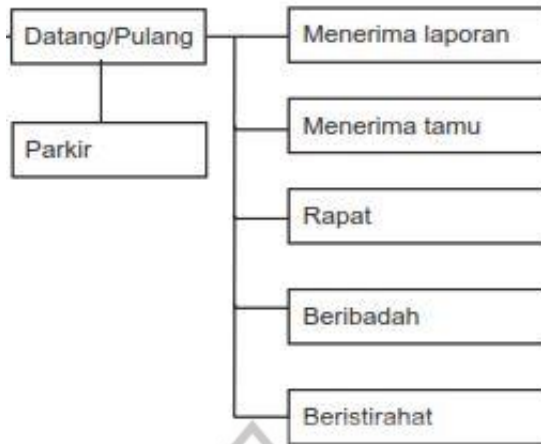 Datang/Pulang
Parkir
Menerima laporan
Menerima tamu
Rapat
Beribadah
Beristirahat